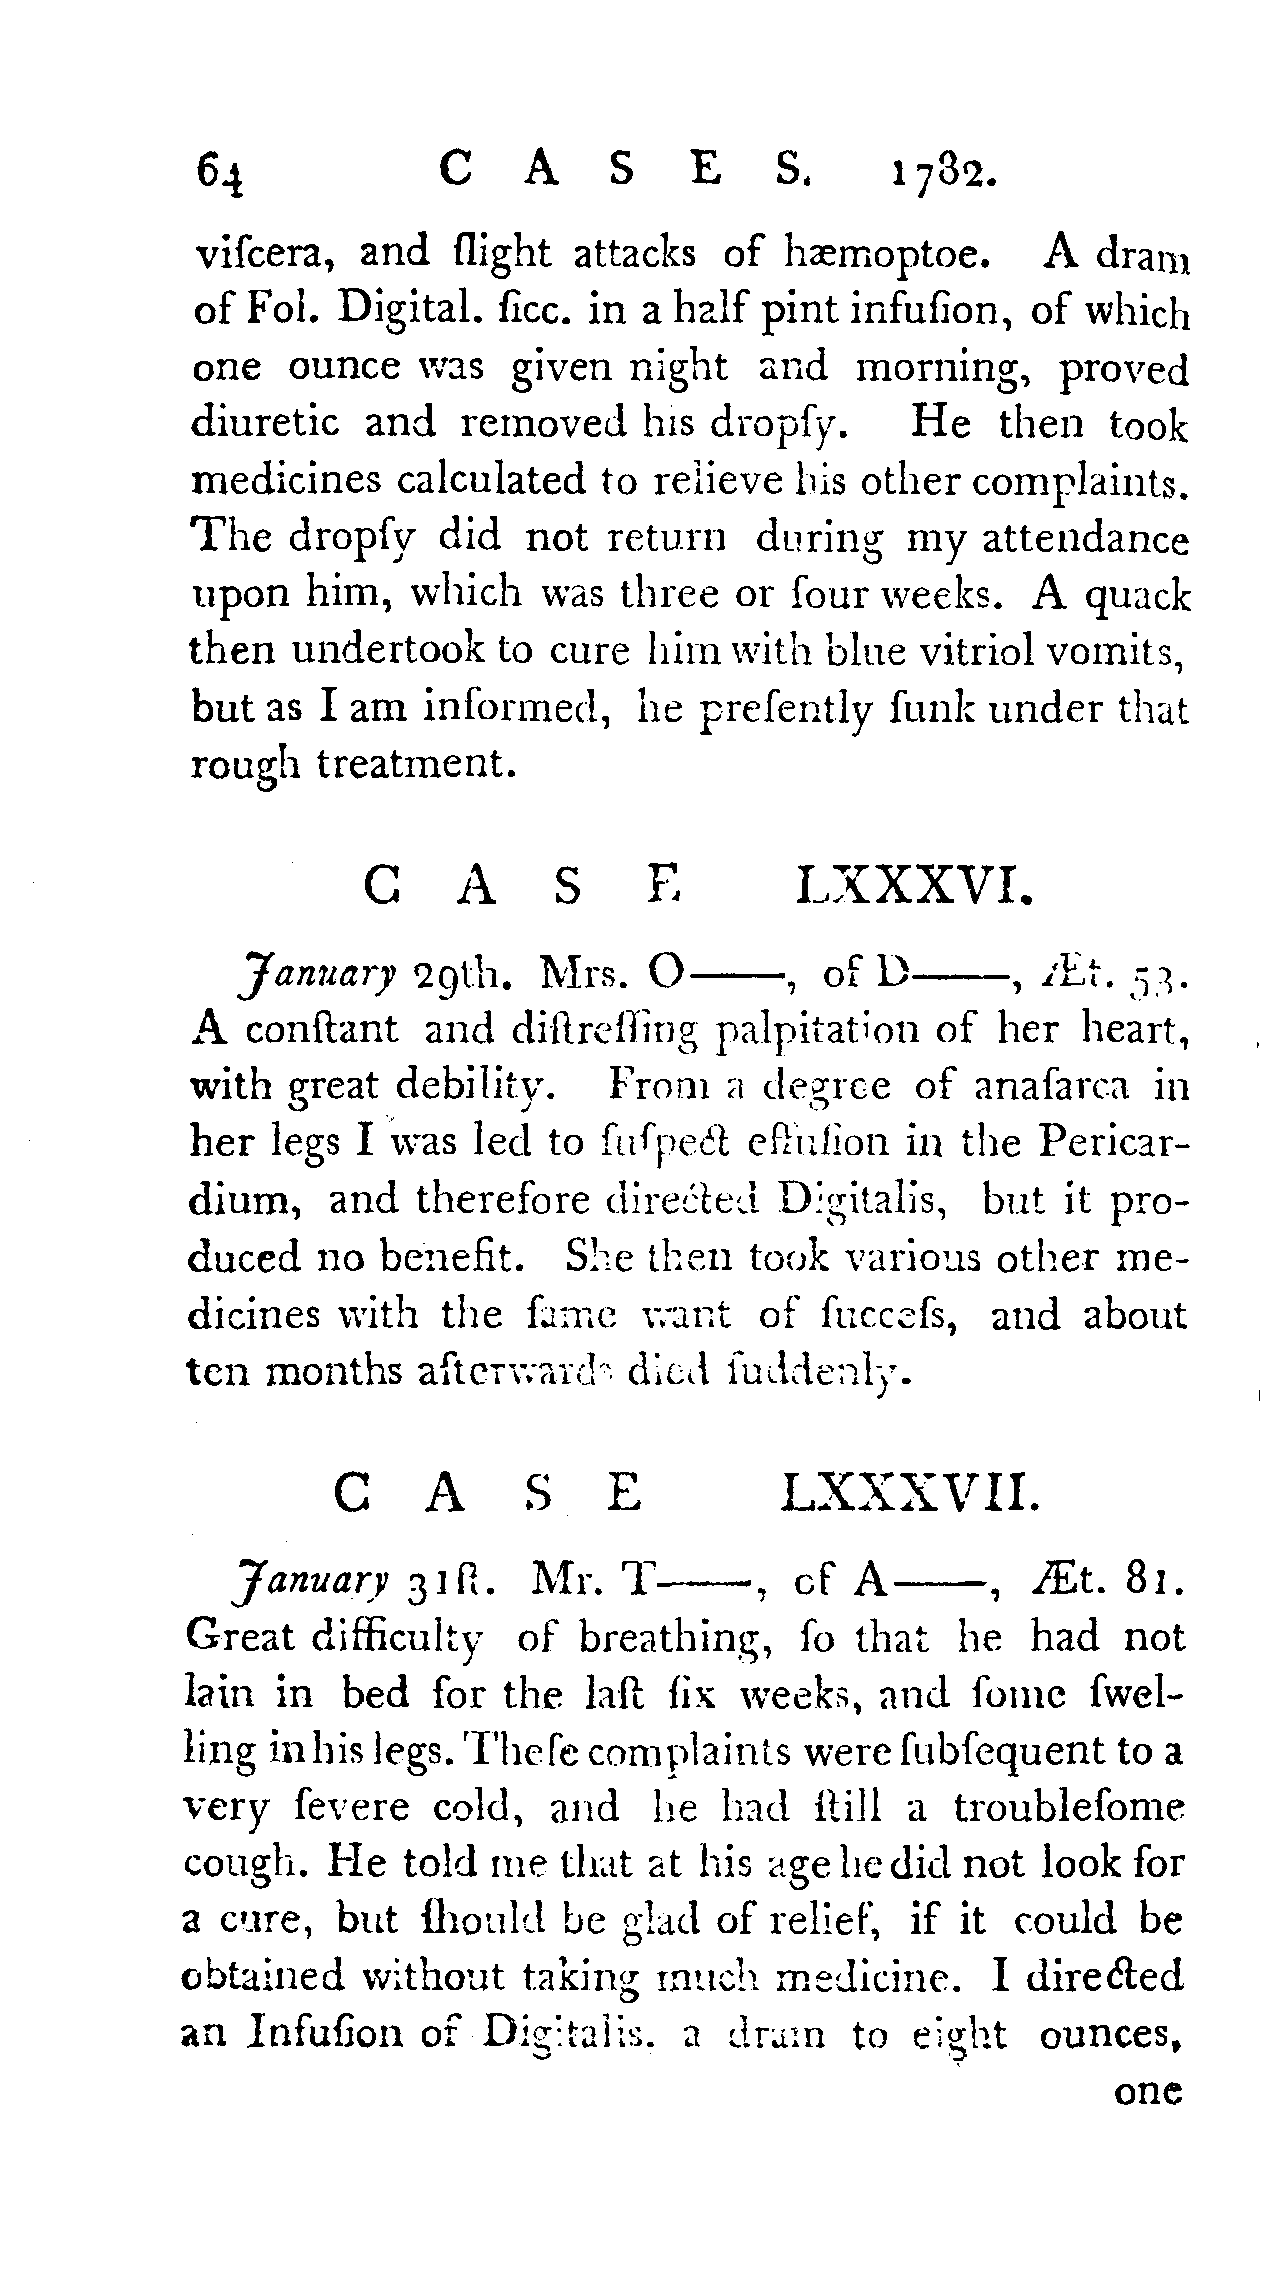 64 C A S E S. 1782.
viſcera, and ſlight attacks of hæmoptoe. A dram
of Fol. Digital. ſicc. in a half pint infuſion, of which
one ounce was given night and morning, proved
diuretic and removed his dropſy. He then took
medicines calculated to relieve his other complaints.
The dropſy did not return during my attendance
upon him, which was three or four weeks. A quack
then undertook to cure him with blue vitriol vomits,
but as I am informed, he preſently ſunk under that
rough treatment.
C A S E LXXXVI.
January 29th. Mrs. O——, of D——, Æt. 53.
A conſtant and diſtreſſing palpitation of her heart,
with great debility. From a degree of anaſarca in
her legs I was led to ſuſpect effuſion in the Pericar-
dium, and therefore directed Digitalis, but it pro-
duced no benefit. She then took various other me-
dicines with the ſame want of ſucceſs, and about
ten months afterwards died ſuddenly.
C A S E LXXXVII.
January 31ſt. Mr. T——, of A——, Æt. 81.
Great difficulty of breathing, ſo that he had not
lain in bed for the laſt ſix weeks, and ſome ſwel-
ling in his legs. Theſe complaints were ſubſequent to a
very ſevere cold, and he had ſtill a troubleſome
cough. He told me that at his age he did not look for
a cure, but ſhould be glad of relief, if it could be
obtained without taking much medicine. I directed
an Infuſion of Digitalis. a dram to eight ounces,
one